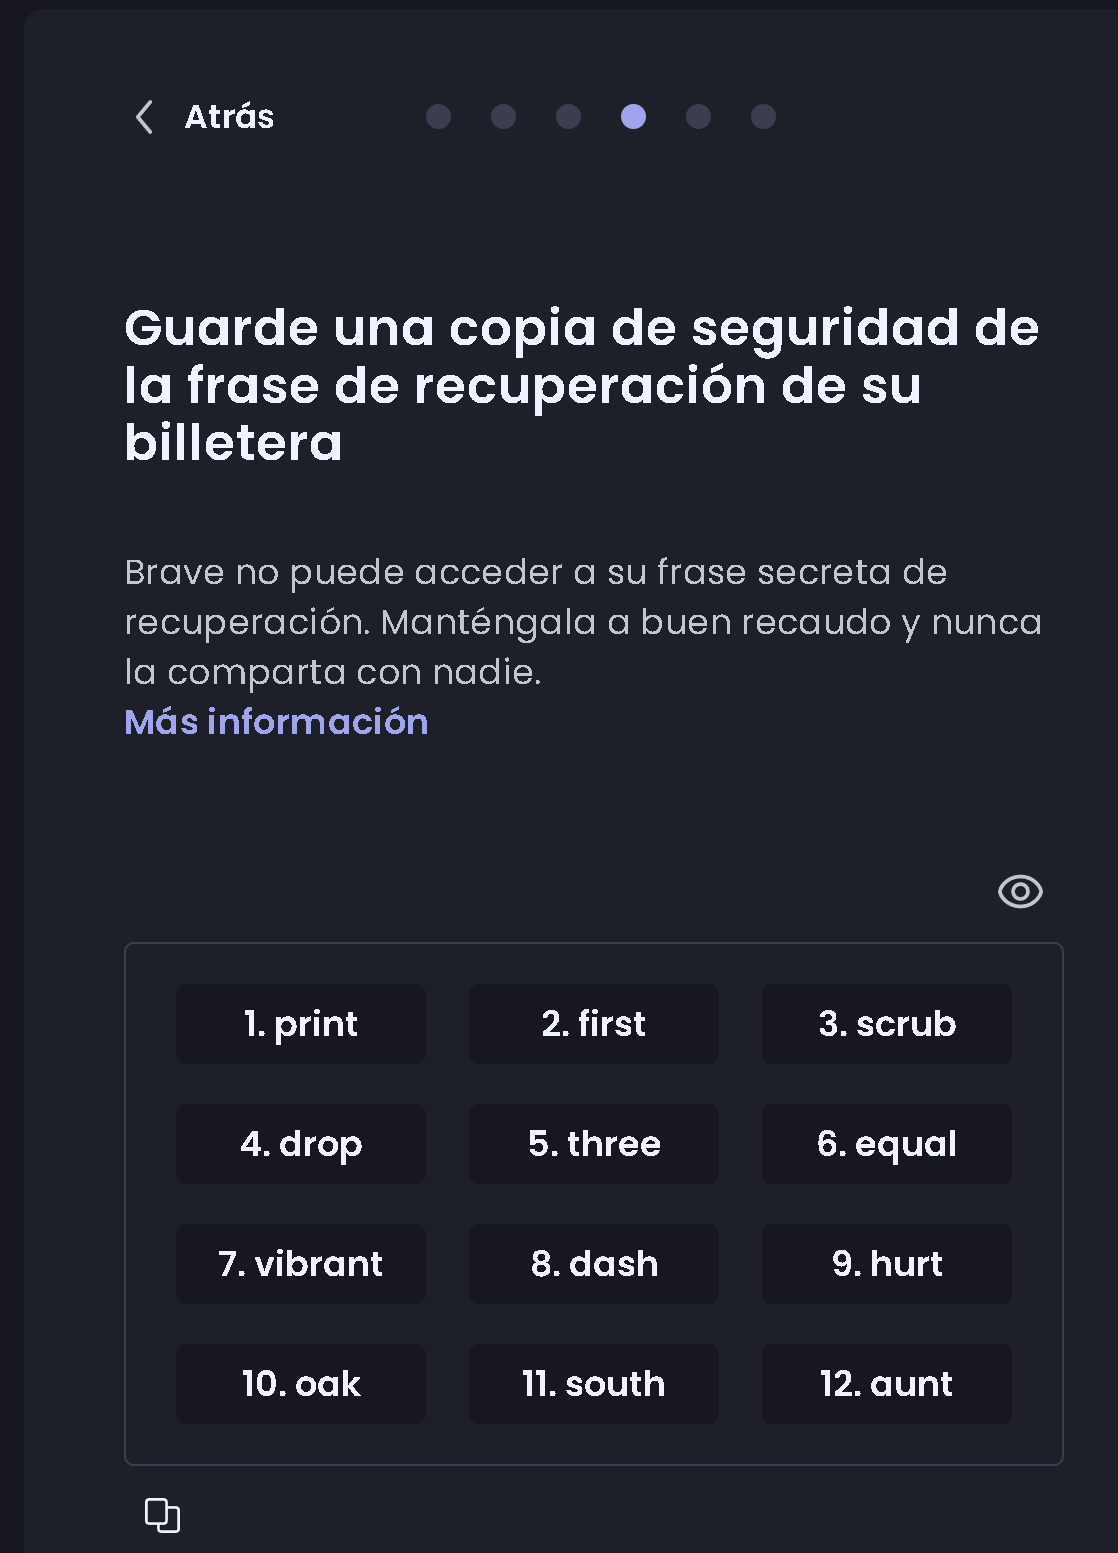 Atrás
Guarde una copia de seguridad de
la frase de recuperación de su
billetera
Brave no puede acceder a su frase secreta de
recuperación. Manténgala a buen recaudo y nunca
la comparta con nadie.
Más información
1. print 2. first 3. scrub
4. drop 5. three 6. equal
7. vibrant 8. dash 9. hurt
10. oak 11. south 12. aunt